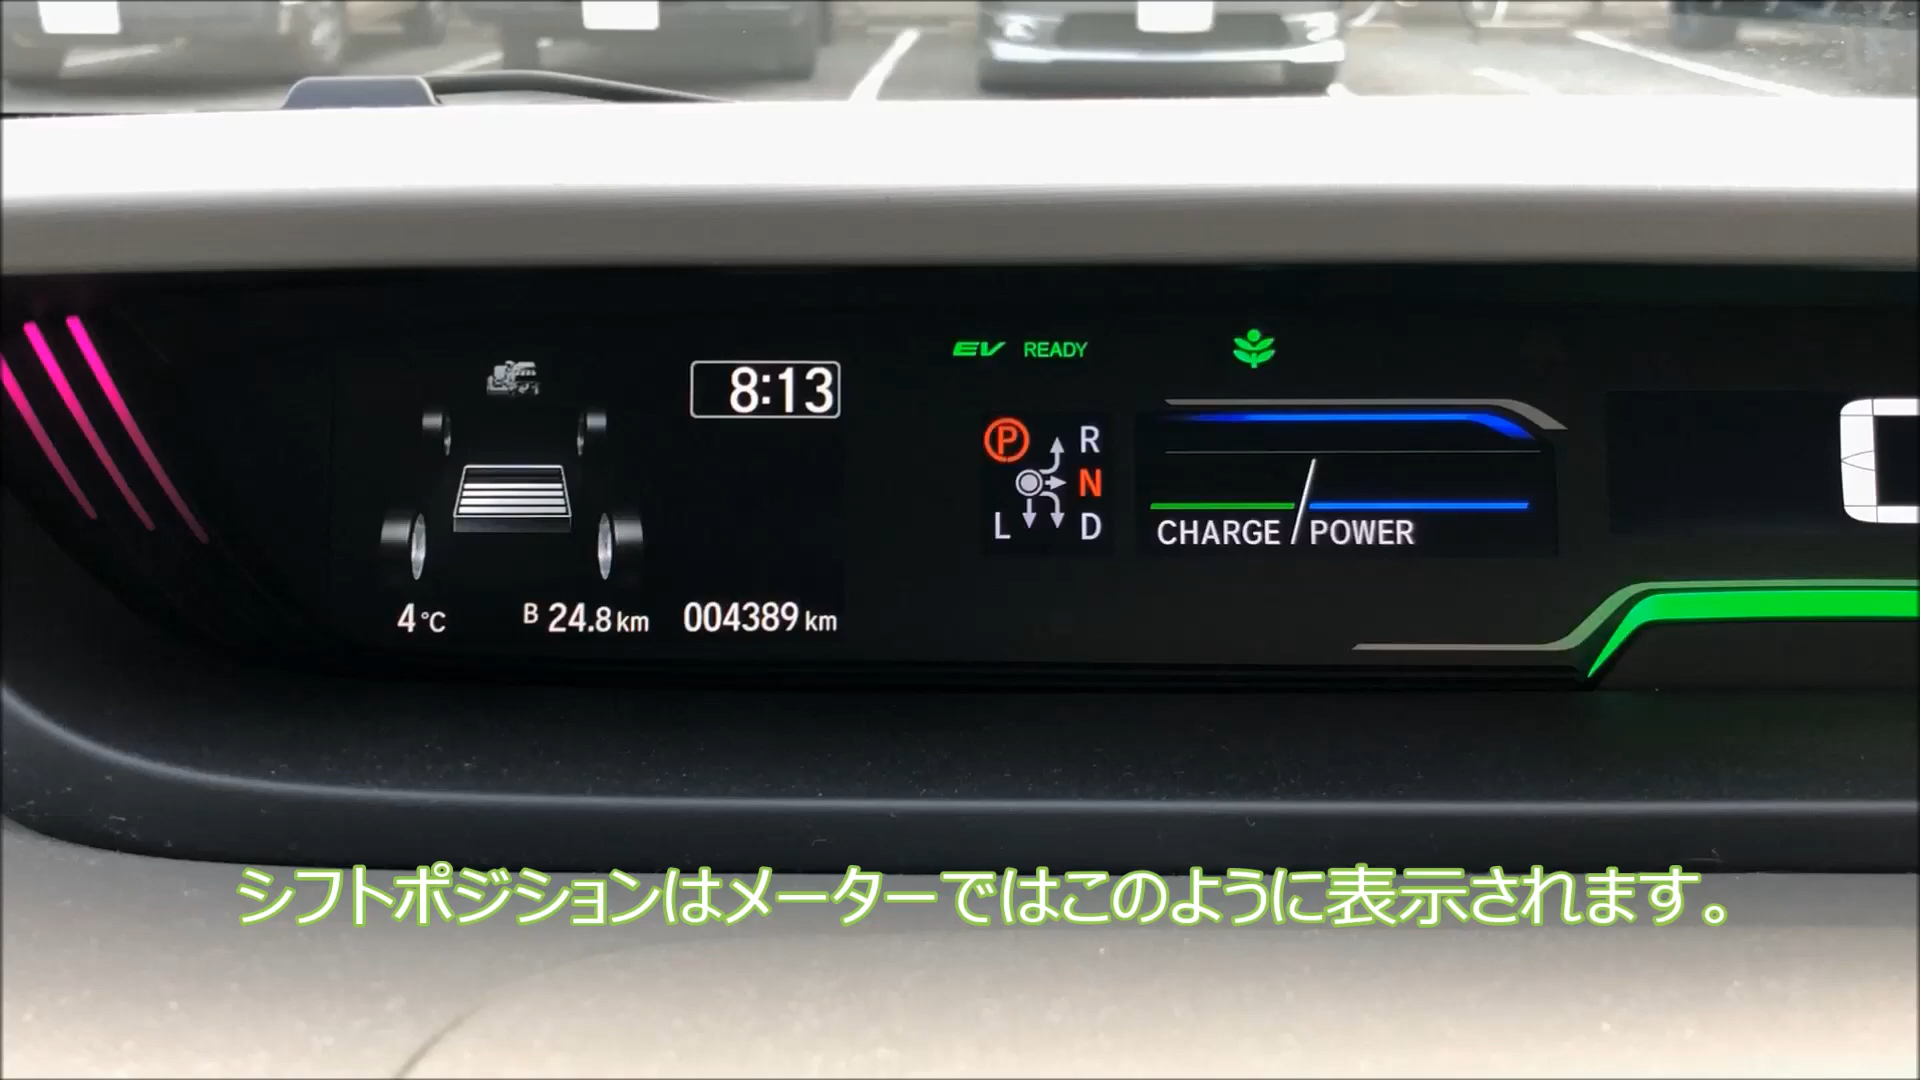 8:13
EV READY
P R
N
L D
CHARGE / POWER
4°C B 24.8 km 004389 km
シフトポジションはメーターではこのように表示されます。